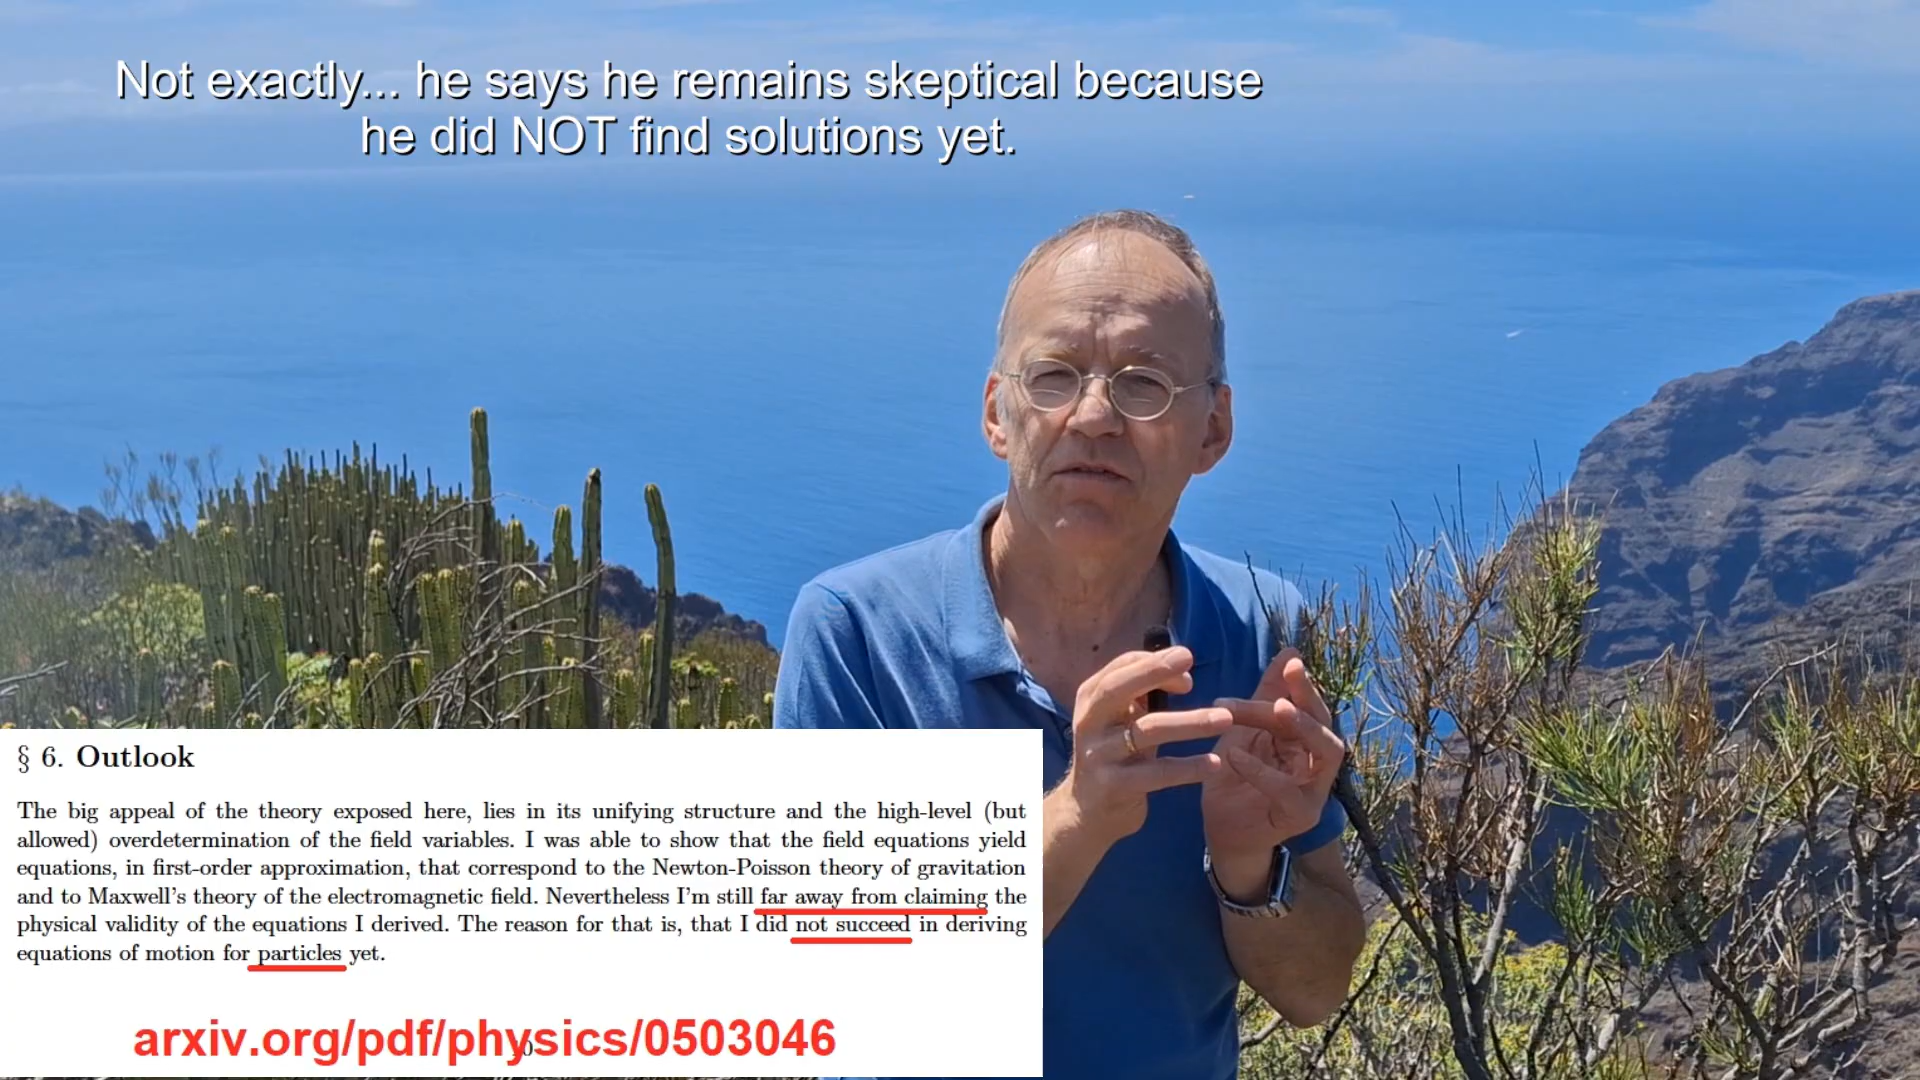 Not exactly... he says he remains skeptical because
he did NOT find solutions yet.
§ 6. Outlook
The big appeal of the theory exposed here, lies in its unifying structure and the high-level (but
allowed) overdetermination of the field variables. I was able to show that the field equations yield
equations, in first-order approximation, that correspond to the Newton-Poisson theory of gravitation
and to Maxwell's theory of the electromagnetic field. Nevertheless I'm still far away from claiming the
physical validity of the equations I derived. The reason for that is, that I did not succeed in deriving
equations of motion for particles yet.
arxiv.org/pdf/physics/0503046